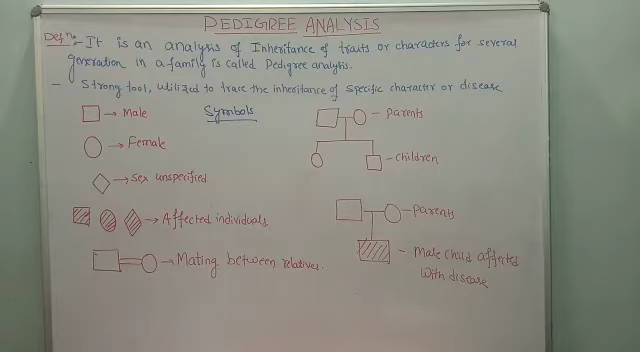 PEDIGREE ANALYSIS
Defn:- It is an analysis of Inheritance of traits or characters for several
generation in a family is called Pedigree analysis.
- Strong tool, utilized to trace the inheritance of specific character or disease
Symbols
→ Male
→ Female
→ Sex unspecified
→ Affected individuals
→ Mating between relatives.
- Parents
- children
- parents
- Male child affected
with disease